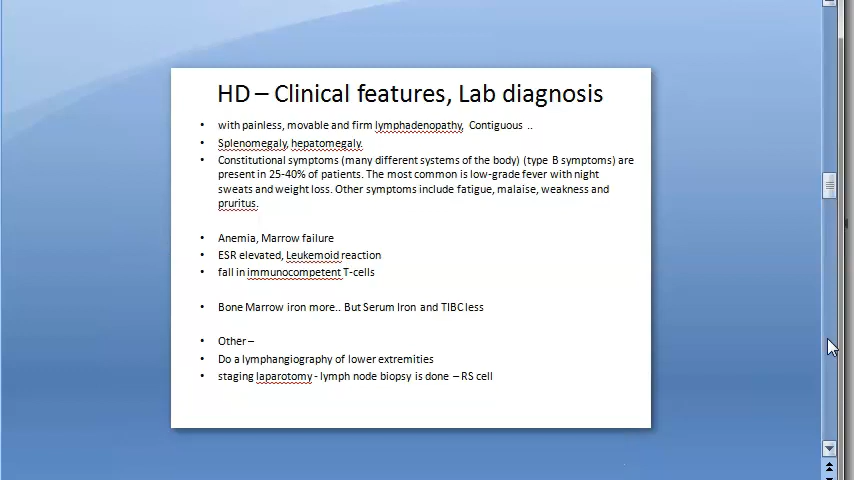 HD – Clinical features, Lab diagnosis
• with painless, movable and firm lymphadenopathy, Contiguous ..
• Splenomegaly, hepatomegaly.
• Constitutional symptoms (many different systems of the body) (type B symptoms) are
present in 25-40% of patients. The most common is low-grade fever with night
sweats and weight loss. Other symptoms include fatigue, malaise, weakness and
pruritus.
• Anemia, Marrow failure
• ESR elevated, Leukemoid reaction
• fall in immunocompetent T-cells
• Bone Marrow iron more.. But Serum Iron and TIBC less
• Other –
• Do a lymphangiography of lower extremities
• staging laparotomy - lymph node biopsy is done – RS cell